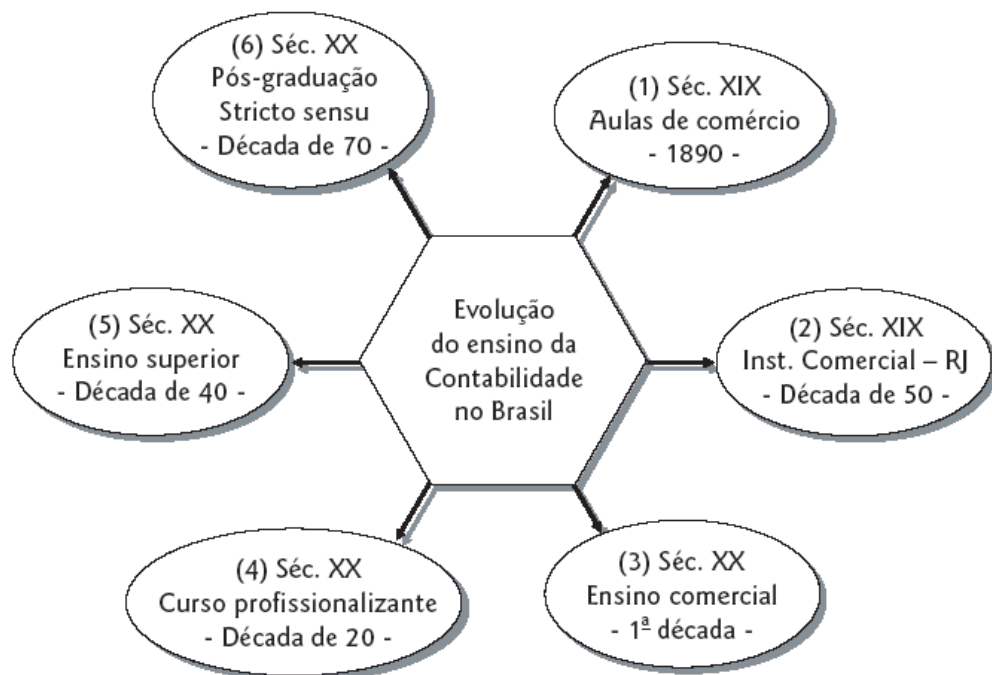 (6) Séc. XX
Pós-graduação
Stricto sensu
- Década de 70 -
(1) Séc. XIX
Aulas de comércio
- 1890 -
(5) Séc. XX
Ensino superior
- Década de 40 -
Evolução
do ensino da
Contabilidade
no Brasil
(2) Séc. XIX
Inst. Comercial – RJ
- Década de 50 -
(4) Séc. XX
Curso profissionalizante
- Década de 20 -
(3) Séc. XX
Ensino comercial
- 1ª década -